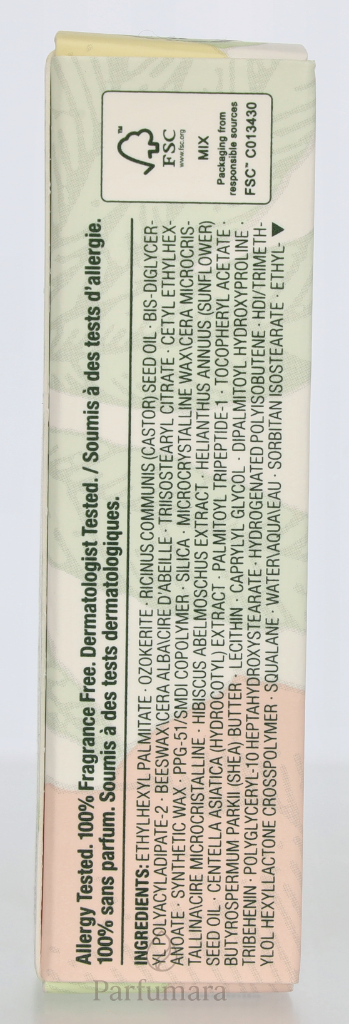 Allergy Tested. 100% Fragrance Free. Dermatologist Tested. / Soumis à des tests d'allergie.
100% sans parfum. Soumis à des tests dermatologiques.
INGREDIENTS: ETHYLHEXYL PALMITATE · OZOKERITE · RICINUS COMMUNIS (CASTOR) SEED OIL · BIS-DIGLYCER-
YL POLYACYLADIPATE-2 · BEESWAX\CERA ALBA\CIRE D'ABEILLE · TRIISOSTEARYL CITRATE · CETYL ETHYLHEX-
ANOATE · SYNTHETIC WAX · PPG-51/SMDI COPOLYMER · SILICA · MICROCRYSTALLINE WAX\CERA MICROCRIS-
TALLINA\CIRE MICROCRISTALLINE · HIBISCUS ABELMOSCHUS EXTRACT · HELIANTHUS ANNUUS (SUNFLOWER)
SEED OIL · CENTELLA ASIATICA (HYDROCOTYL) EXTRACT · PALMITOYL TRIPEPTIDE-1 · TOCOPHERYL ACETATE ·
BUTYROSPERMUM PARKII (SHEA) BUTTER · LECITHIN · CAPRYLYL GLYCOL · DIPALMITOYL HYDROXYPROLINE ·
TRIBEHENIN · POLYGLYCERYL-10 HEPTAHYDROXYSTEARATE · HYDROGENATED POLYISOBUTENE · HDI/TRIMETH-
YLOL HEXYLLACTONE CROSSPOLYMER · SQUALANE · WATER\AQUA\EAU · SORBITAN ISOSTEARATE · ETHYL- ▼
™
FSC
www.fsc.org
MIX
Packaging from
responsible sources
FSC™ C013430
Parfumara